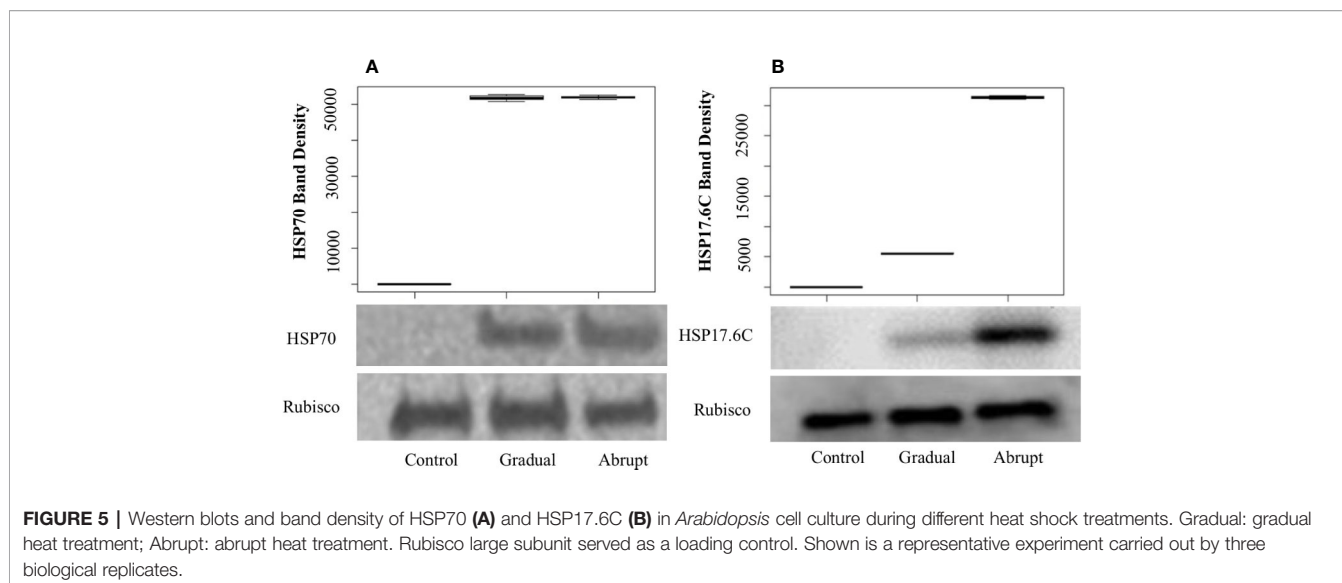 A
HSP70 Band Density
50000
30000
10000
HSP70
Rubisco
Control Gradual Abrupt
B
HSP17.6C Band Density
25000
15000
5000
HSP17.6C
Rubisco
Control Gradual Abrupt
FIGURE 5 | Western blots and band density of HSP70 (A) and HSP17.6C (B) in Arabidopsis cell culture during different heat shock treatments. Gradual: gradual
heat treatment; Abrupt: abrupt heat treatment. Rubisco large subunit served as a loading control. Shown is a representative experiment carried out by three
biological replicates.